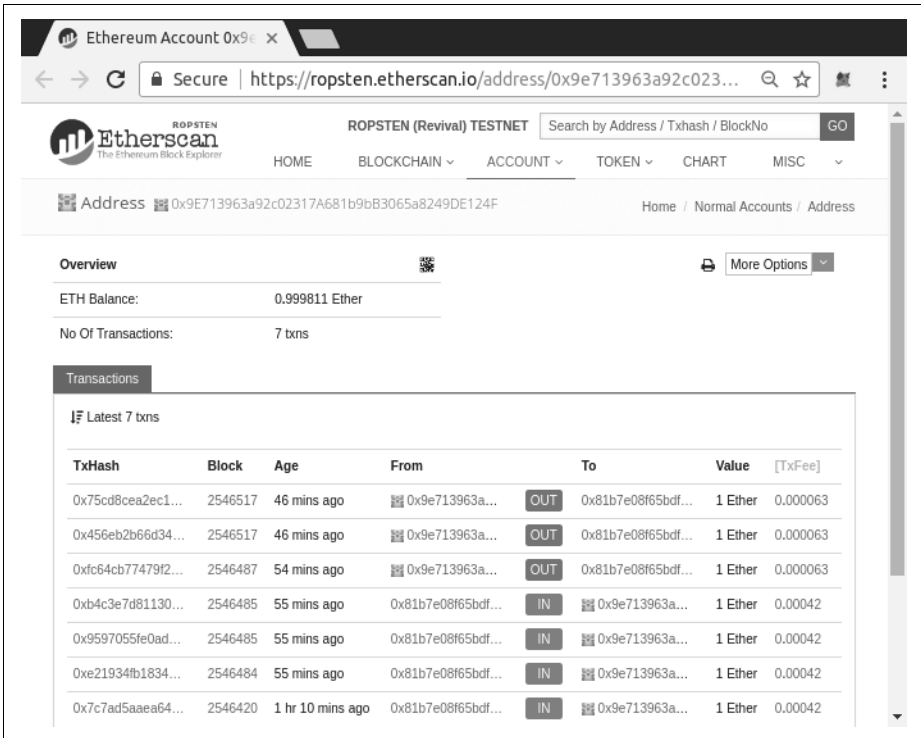 Ethereum Account 0x9e
Secure | https://ropsten.etherscan.io/address/0x9e713963a92c023...
ROPSTEN
Etherscan
The Ethereum Block Explorer
ROPSTEN (Revival) TESTNET
Search by Address / Txhash / BlockNo
GO
HOME BLOCKCHAIN ACCOUNT TOKEN CHART MISC
Address 0x9E713963a92c02317A681b9bB3065a8249DE124F
Home / Normal Accounts / Address
Overview
More Options
ETH Balance: 0.999811 Ether
No Of Transactions: 7 txns
Transactions
Latest 7 txns
TxHash Block Age From To Value [TxFee]
0x75cd8cea2ec1... 2546517 46 mins ago 0x9e713963a... OUT 0x81b7e08f65bdf... 1 Ether 0.000063
0x456eb2b66d34... 2546517 46 mins ago 0x9e713963a... OUT 0x81b7e08f65bdf... 1 Ether 0.000063
0xfc64cb77479f2... 2546487 54 mins ago 0x9e713963a... OUT 0x81b7e08f65bdf... 1 Ether 0.000063
0xb4c3e7d81130... 2546485 55 mins ago 0x81b7e08f65bdf... IN 0x9e713963a... 1 Ether 0.00042
0x9597055fe0ad... 2546485 55 mins ago 0x81b7e08f65bdf... IN 0x9e713963a... 1 Ether 0.00042
0xe21934fb1834... 2546484 55 mins ago 0x81b7e08f65bdf... IN 0x9e713963a... 1 Ether 0.00042
0x7c7ad5aaea64... 2546420 1 hr 10 mins ago 0x81b7e08f65bdf... IN 0x9e713963a... 1 Ether 0.00042